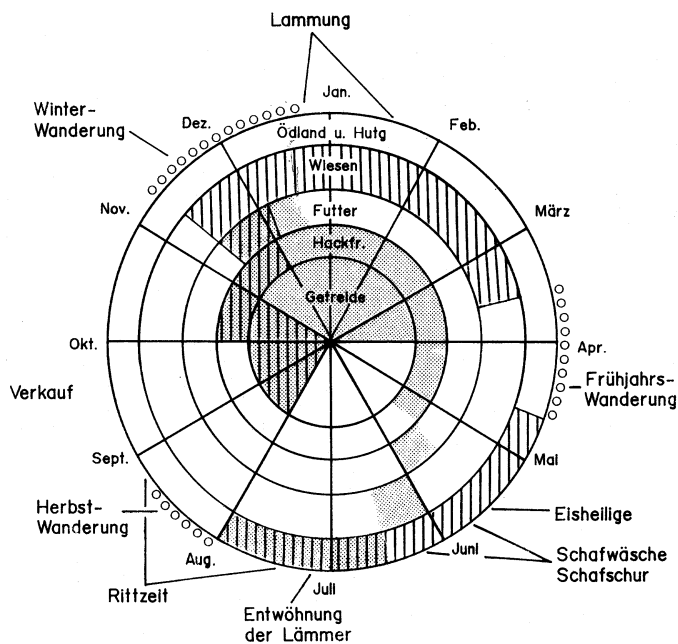 Lämmung
Winter-
Wanderung
Jan.
Dez.
Feb.
Ödland u. Hutg
Wiesen
Nov.
März
Futter
Hackfr.
Getreide
Okt.
Apr.
Verkauf
Frühjahrs-
Wanderung
Sept.
Mai
Herbst-
Wanderung
Eisheilige
Aug.
Juni
Schafwäsche
Schafschur
Rittzeit
Juli
Entwöhnung
der Lämmer